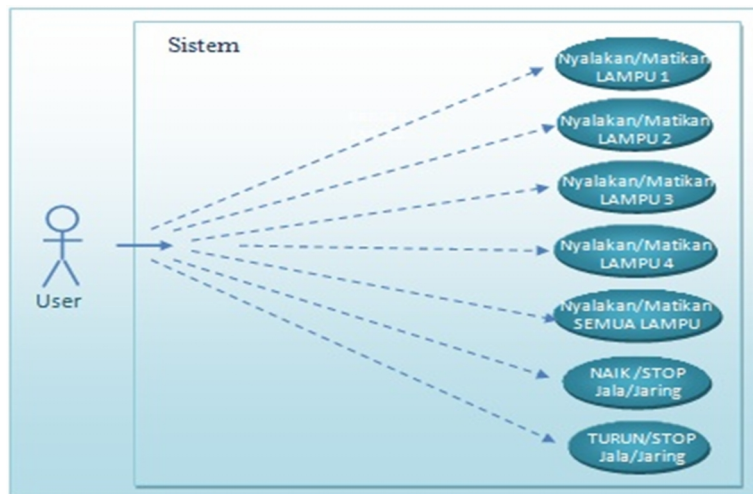 Sistem
Nyalakan/Matikan
LAMPU 1
Nyalakan/Matikan
LAMPU 2
Nyalakan/Matikan
LAMPU 3
Nyalakan/Matikan
LAMPU 4
Nyalakan/Matikan
SEMUA LAMPU
NAIK/STOP
Jala/Jaring
TURUN/STOP
Jala/Jaring
User